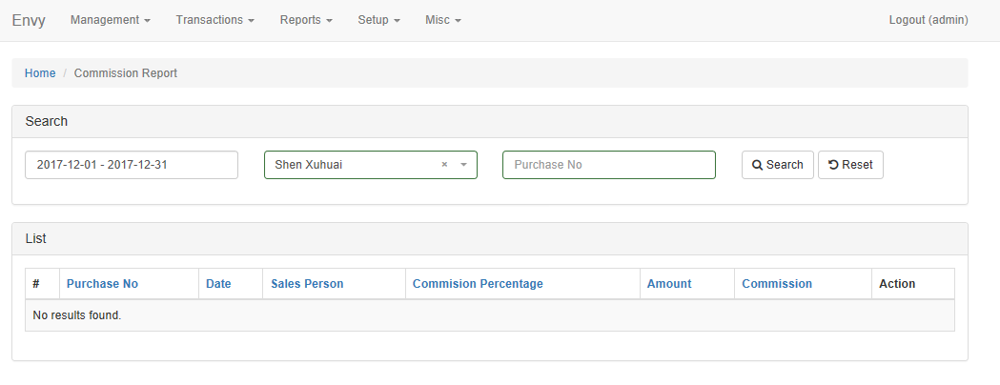 Envy Management Transactions Reports Setup Misc Logout (admin)
Home / Commission Report
Search
2017-12-01 - 2017-12-31 Shen Xuhuai × Purchase No Search Reset
List
# Purchase No Date Sales Person Commision Percentage Amount Commission Action
No results found.